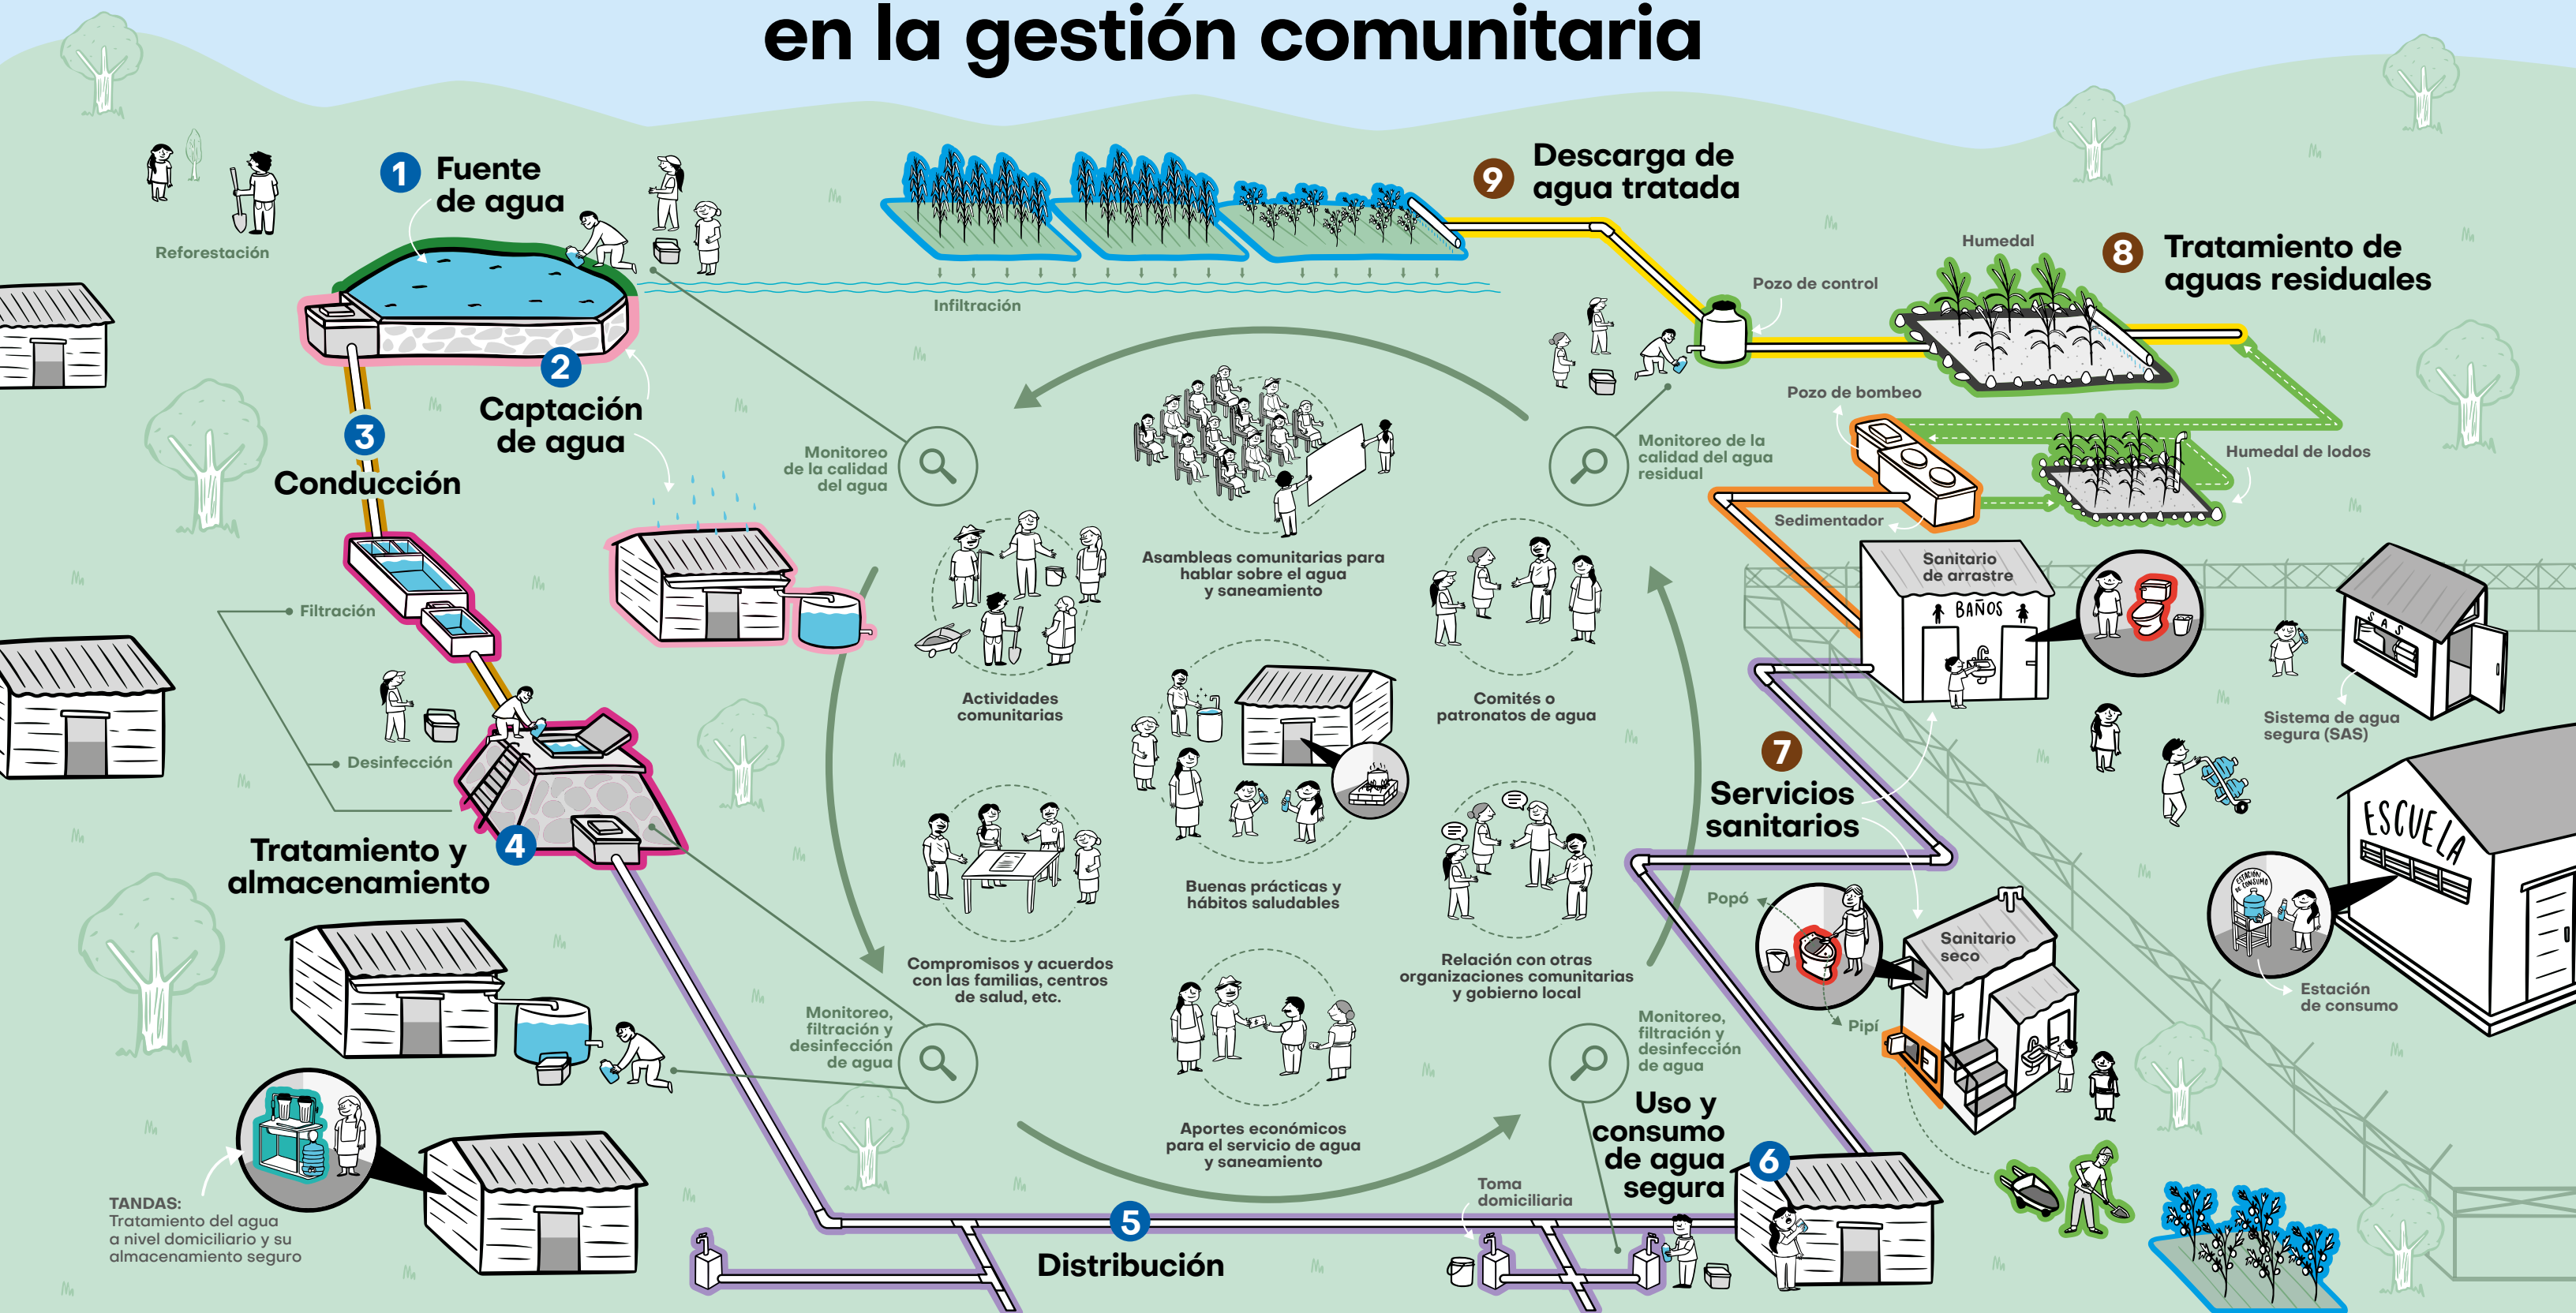 en la gestión comunitaria
1
Fuente
de agua
Reforestación
2
Captación
de agua
3
Conducción
Filtración
Desinfección
4
Tratamiento y
almacenamiento
TANDAS:
Tratamiento del agua
a nivel domiciliario y su
almacenamiento seguro
Monitoreo
de la calidad
del agua
Monitoreo,
filtración y
desinfección
de agua
5
Distribución
Toma
domiciliaria
6
Uso y
consumo
de agua
segura
Monitoreo,
filtración y
desinfección
de agua
7
Servicios
sanitarios
Sanitario
de arrastre
BAÑOS
Sanitario
seco
Popó
Pipí
SAS
Sistema de agua
segura (SAS)
ESCUELA
ESTACIÓN
DE CONSUMO
Estación
de consumo
8
Tratamiento de
aguas residuales
Humedal
Pozo de control
Pozo de bombeo
Humedal de lodos
Sedimentador
Monitoreo de la
calidad del agua
residual
9
Descarga de
agua tratada
Infiltración
Asambleas comunitarias para
hablar sobre el agua
y saneamiento
Actividades
comunitarias
Comités o
patronatos de agua
Buenas prácticas y
hábitos saludables
Compromisos y acuerdos
con las familias, centros
de salud, etc.
Relación con otras
organizaciones comunitarias
y gobierno local
Aportes económicos
para el servicio de agua
y saneamiento